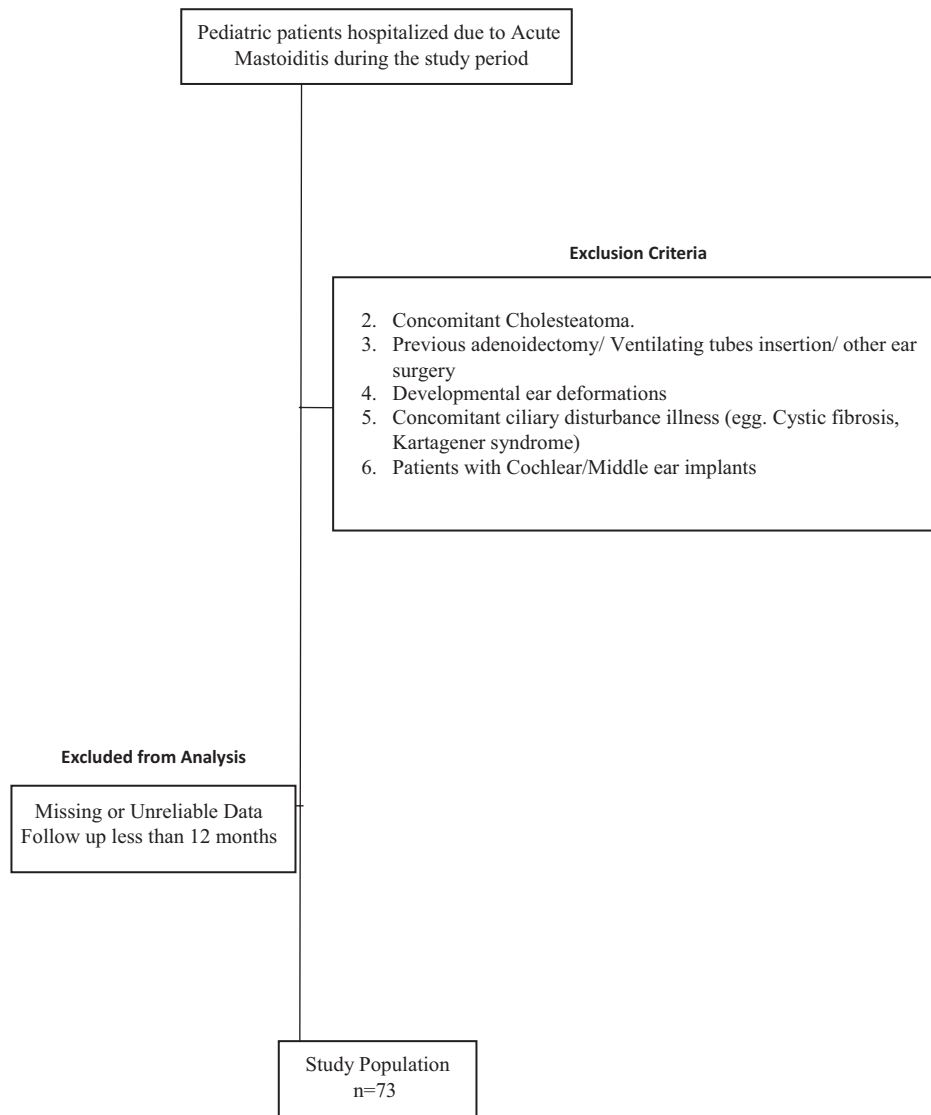 Pediatric patients hospitalized due to Acute
Mastoiditis during the study period
Exclusion Criteria
2. Concomitant Cholesteatoma.
3. Previous adenoidectomy/ Ventilating tubes insertion/ other ear
surgery
4. Developmental ear deformations
5. Concomitant ciliary disturbance illness (egg. Cystic fibrosis,
Kartagener syndrome)
6. Patients with Cochlear/Middle ear implants
Excluded from Analysis
Missing or Unreliable Data
Follow up less than 12 months
Study Population
n=73